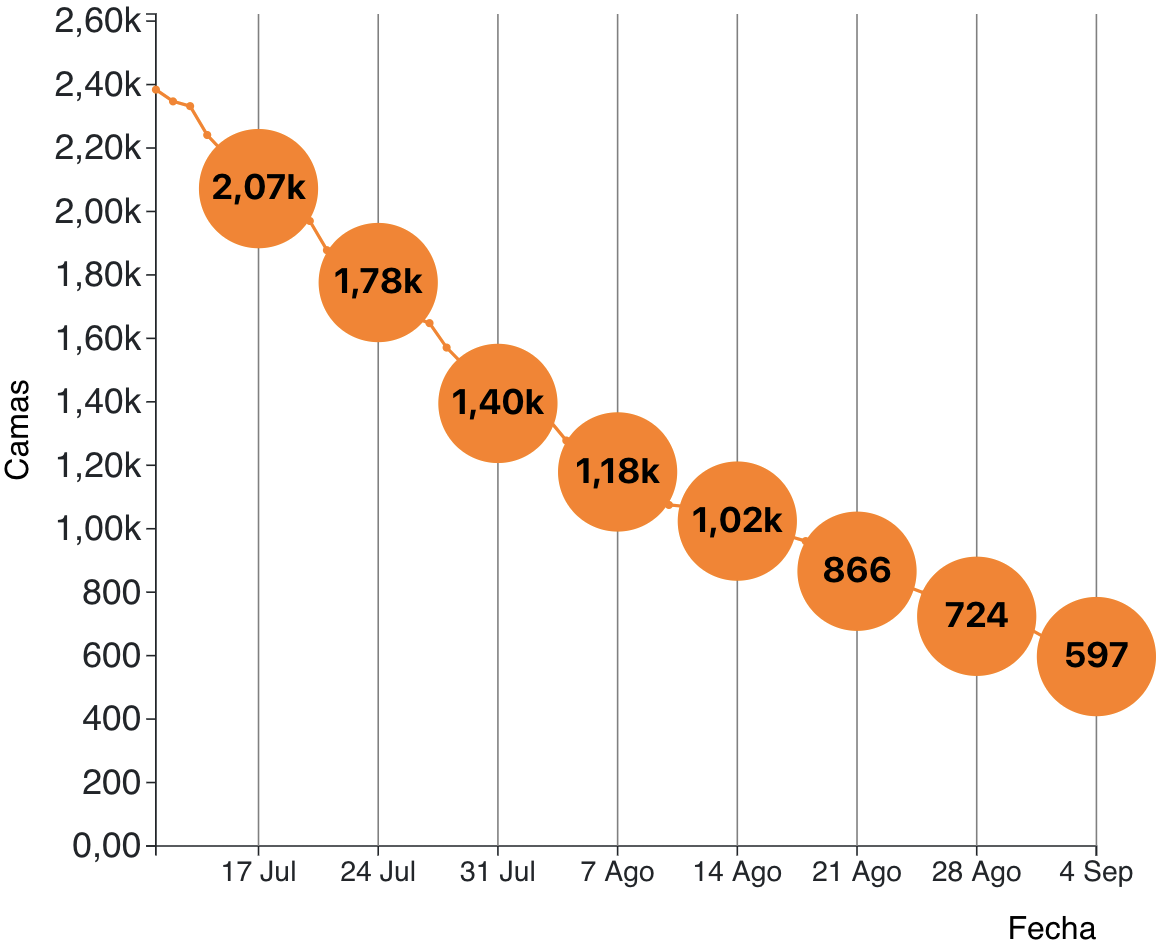 2,60k
2,40k
2,20k
2,00k
1,80k
1,60k
1,40k
1,20k
1,00k
800
600
400
200
0,00
Camas
2,07k
1,78k
1,40k
1,18k
1,02k
866
724
597
17 Jul
24 Jul
31 Jul
7 Ago
14 Ago
21 Ago
28 Ago
4 Sep
Fecha